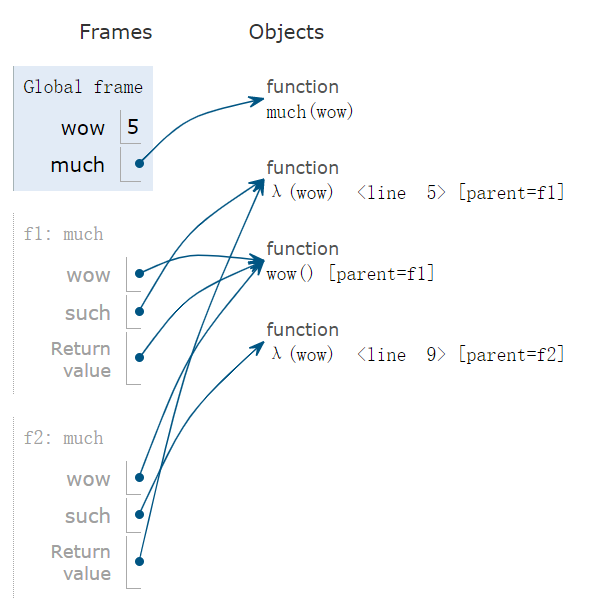 Frames Objects
Global frame
wow 5
much
function
much(wow)
function
λ(wow) <line 5> [parent=f1]
function
wow() [parent=f1]
function
λ(wow) <line 9> [parent=f2]
f1: much
wow
such
Return
value
f2: much
wow
such
Return
value